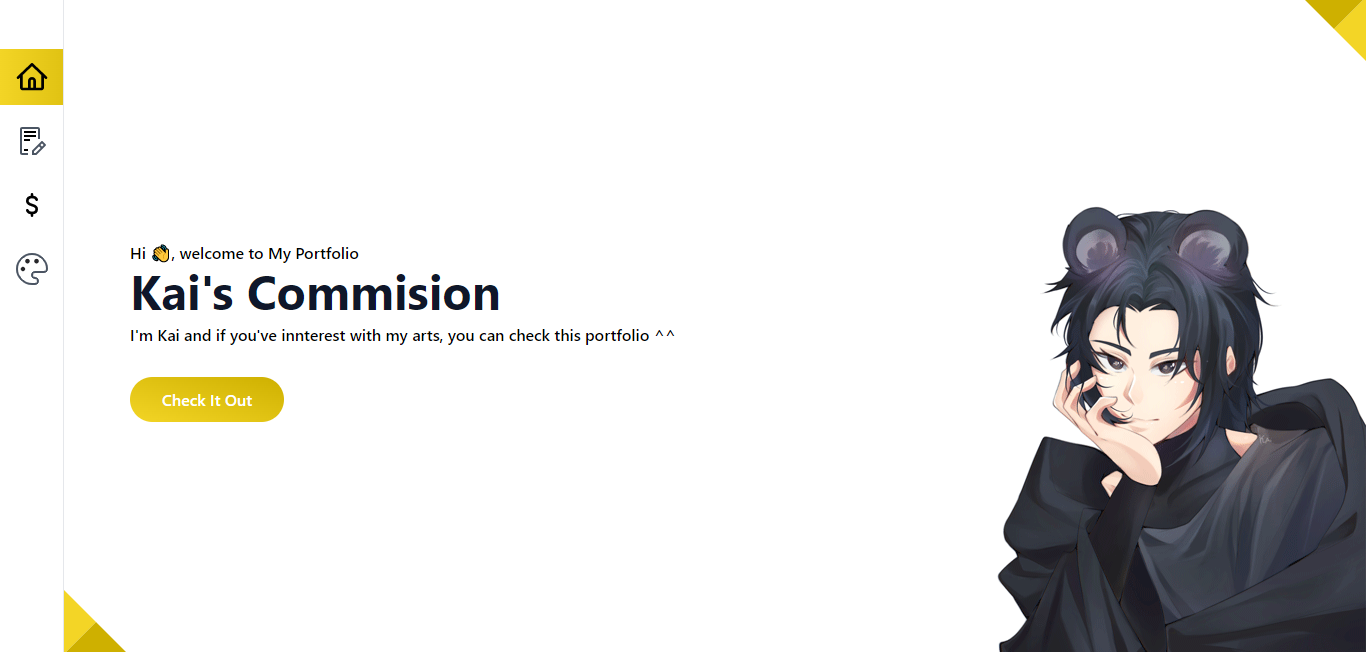 Hi 👋, welcome to My Portfolio
Kai's Commision
I'm Kai and if you've innterest with my arts, you can check this portfolio ^^
Check It Out